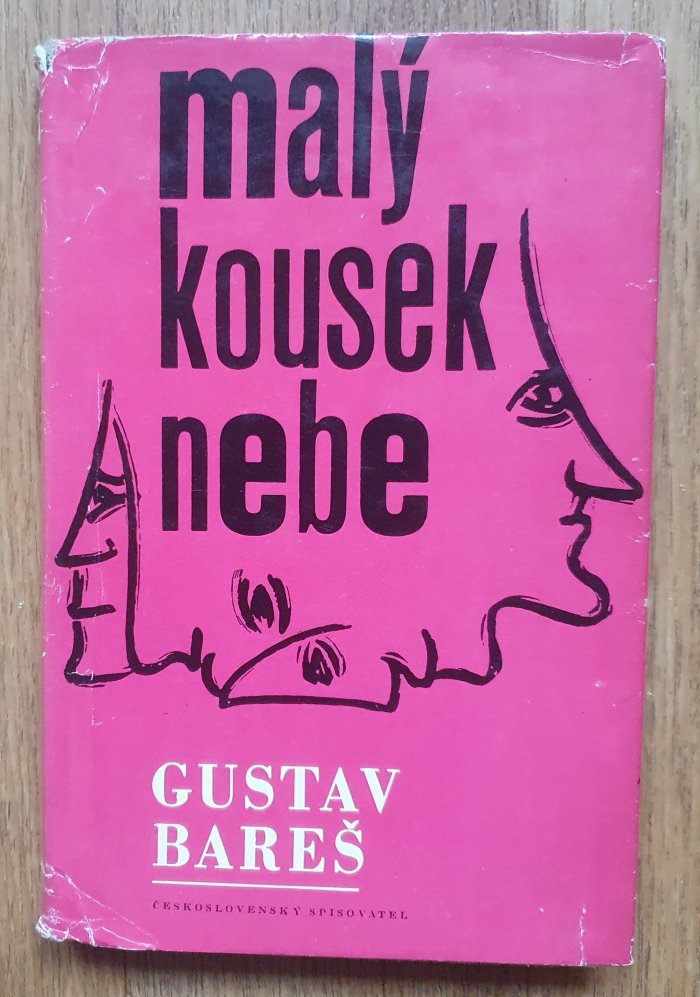 malý
kousek
nebe
GUSTAV
BAREŠ
ČESKOSLOVENSKÝ SPISOVATEL